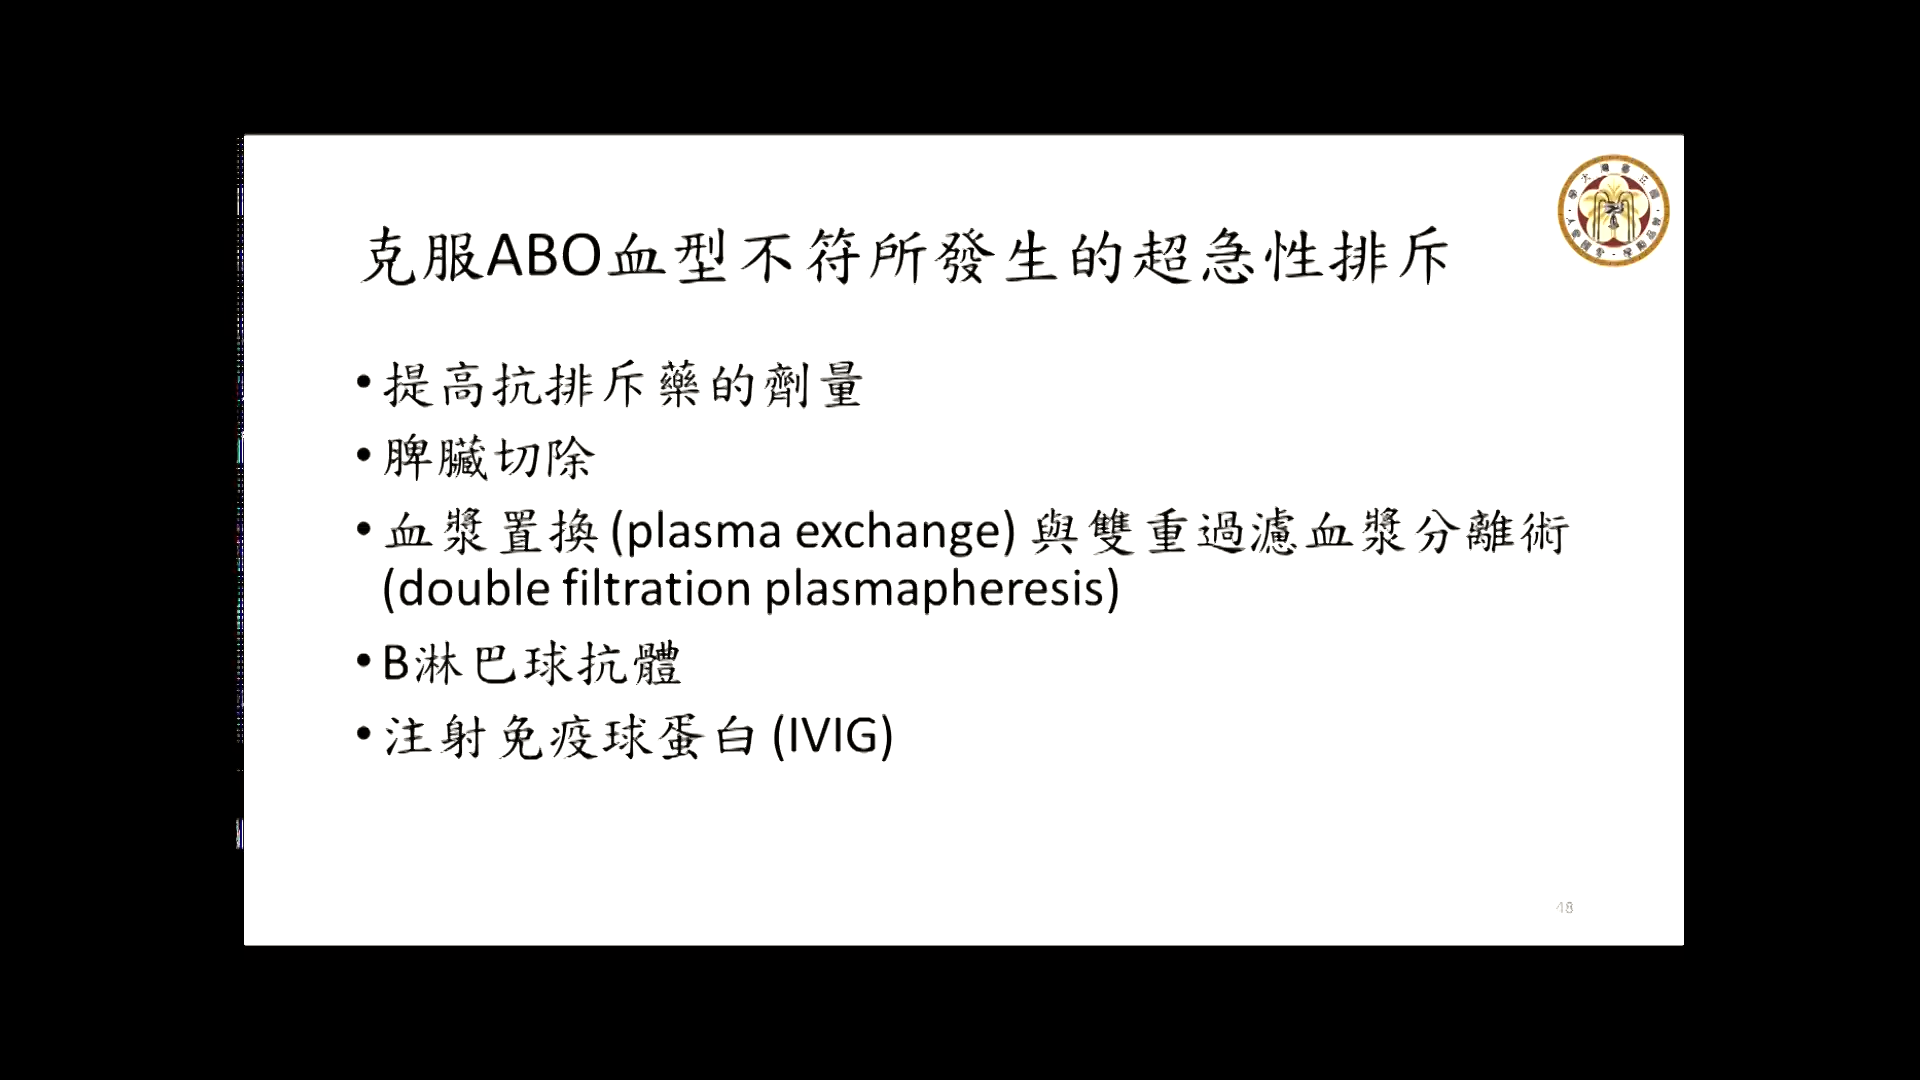 克服ABO血型不符所發生的超急性排斥
•提高抗排斥藥的劑量
•脾臟切除
•血漿置換 (plasma exchange) 與雙重過濾血漿分離術
(double filtration plasmapheresis)
•B淋巴球抗體
•注射免疫球蛋白 (IVIG)
48